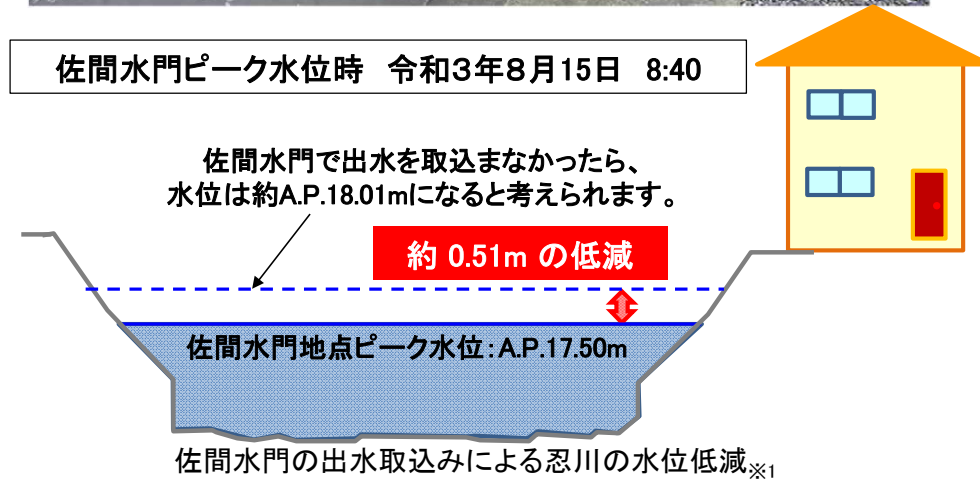 佐間水門ピーク水位時　令和３年８月15日　8:40
佐間水門で出水を取込まなかったら、
水位は約A.P.18.01mになると考えられます。
約 0.51m の低減
佐間水門地点ピーク水位：A.P.17.50m
佐間水門の出水取込みによる忍川の水位低減※1